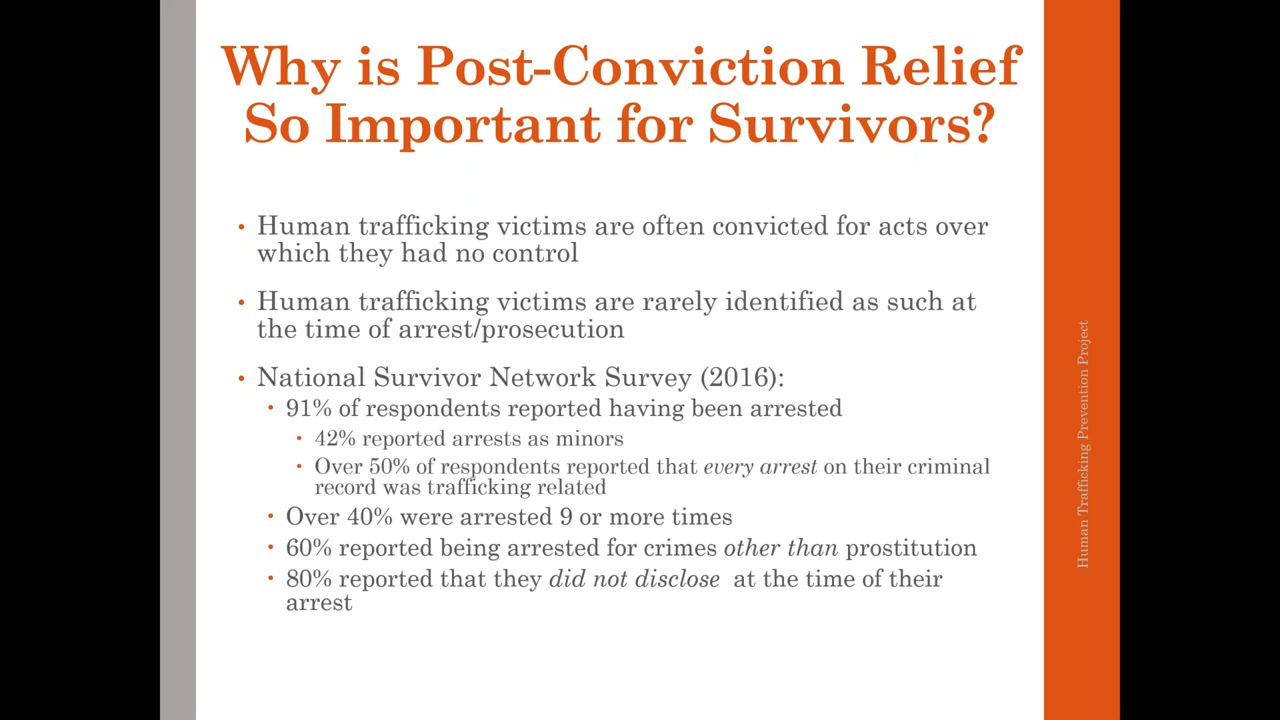 Why is Post-Conviction Relief
So Important for Survivors?
• Human trafficking victims are often convicted for acts over
which they had no control
• Human trafficking victims are rarely identified as such at
the time of arrest/prosecution
• National Survivor Network Survey (2016):
• 91% of respondents reported having been arrested
• 42% reported arrests as minors
• Over 50% of respondents reported that every arrest on their criminal
record was trafficking related
• Over 40% were arrested 9 or more times
• 60% reported being arrested for crimes other than prostitution
• 80% reported that they did not disclose at the time of their
arrest
Human Trafficking Prevention Project